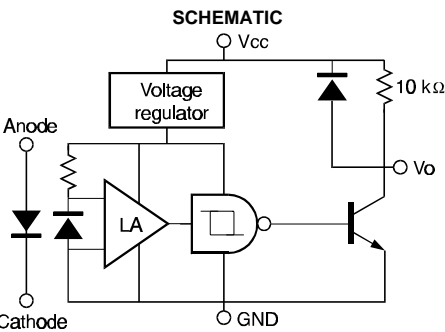 SCHEMATIC
Vcc
Voltage
regulator
10 kΩ
Anode
Vo
LA
Cathode
GND